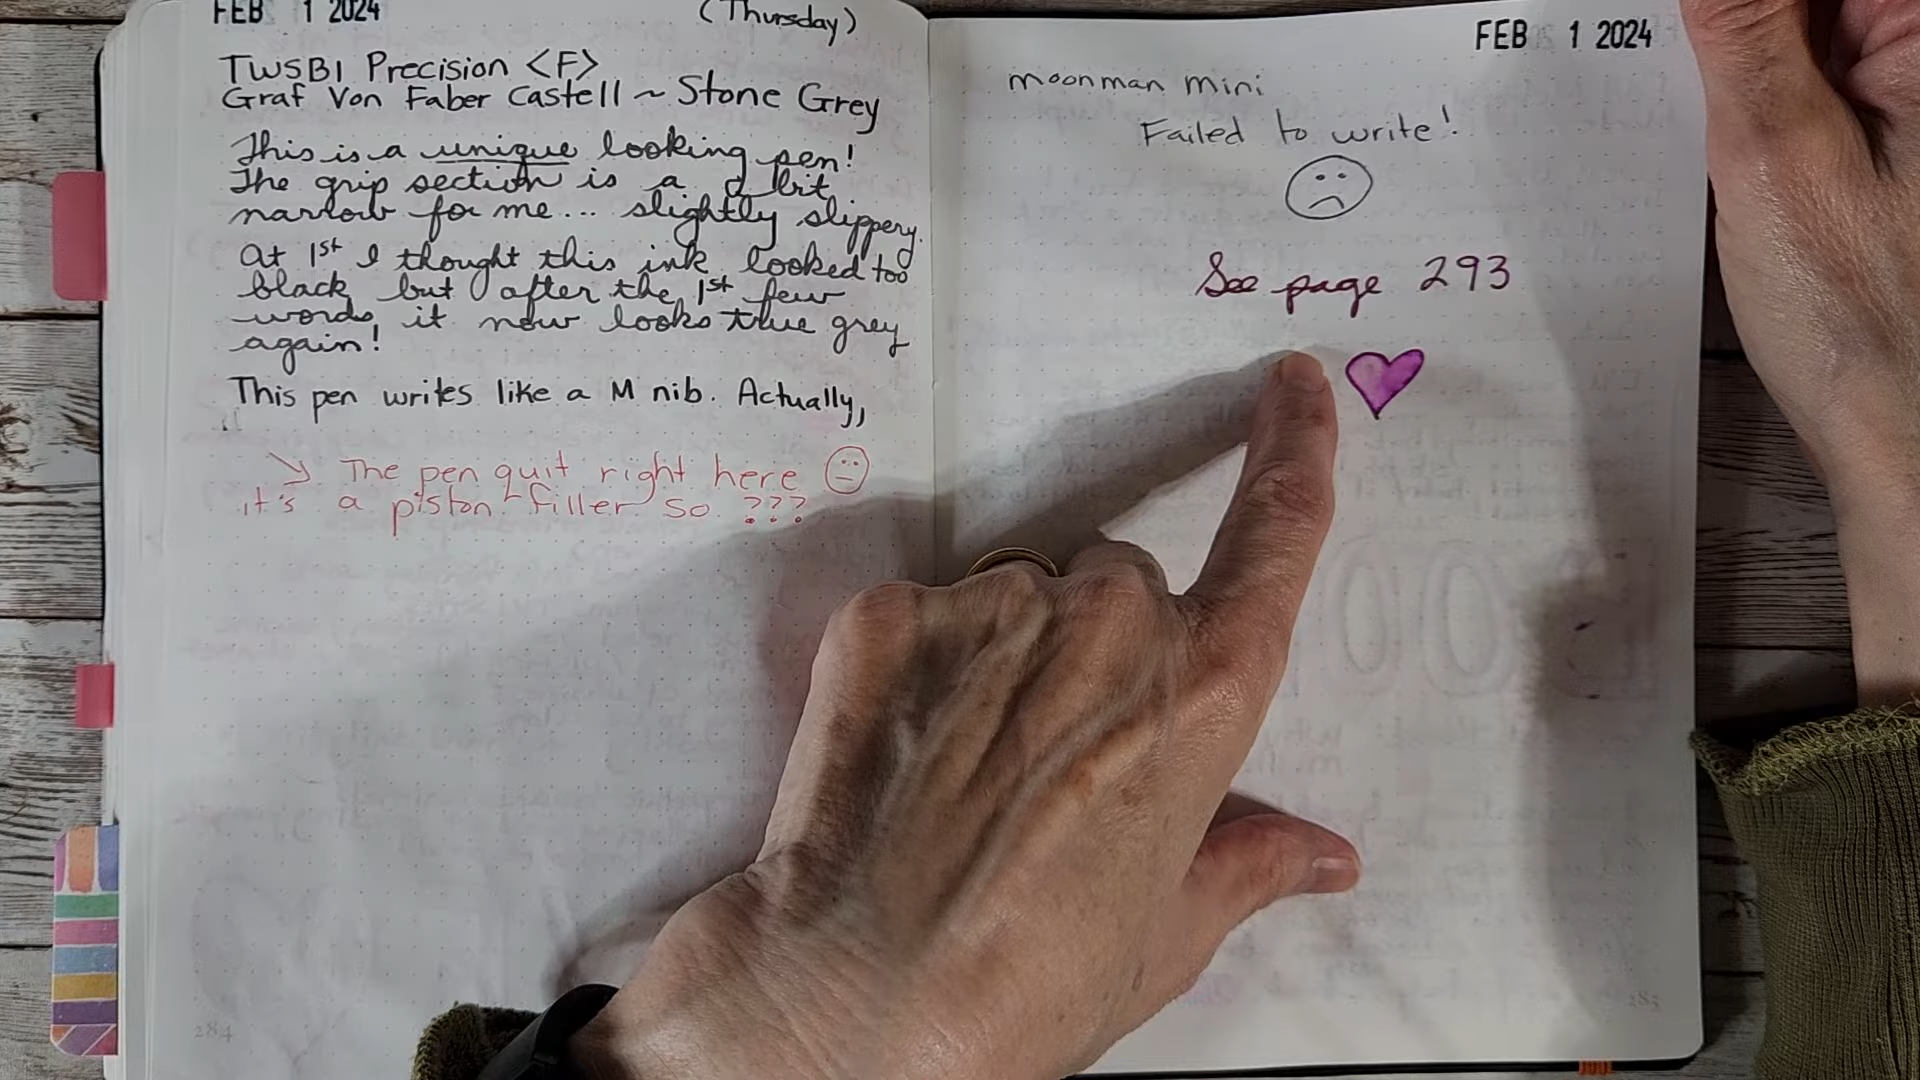 FEB 1 2024 (Thursday)
TWSBI Precision <F>
Graf Von Faber Castell ~ Stone Grey
This is a unique looking pen!
The grip section is a bit
narrow for me... slightly slippery.
At 1st I thought this ink looked too
black, but after the 1st few
words it now looks true grey
again!
This pen writes like a M nib. Actually,
The pen quit right here
it's a piston filler so ???
284
FEB 1 2024
moonman mini
Failed to write!
See page 293
285